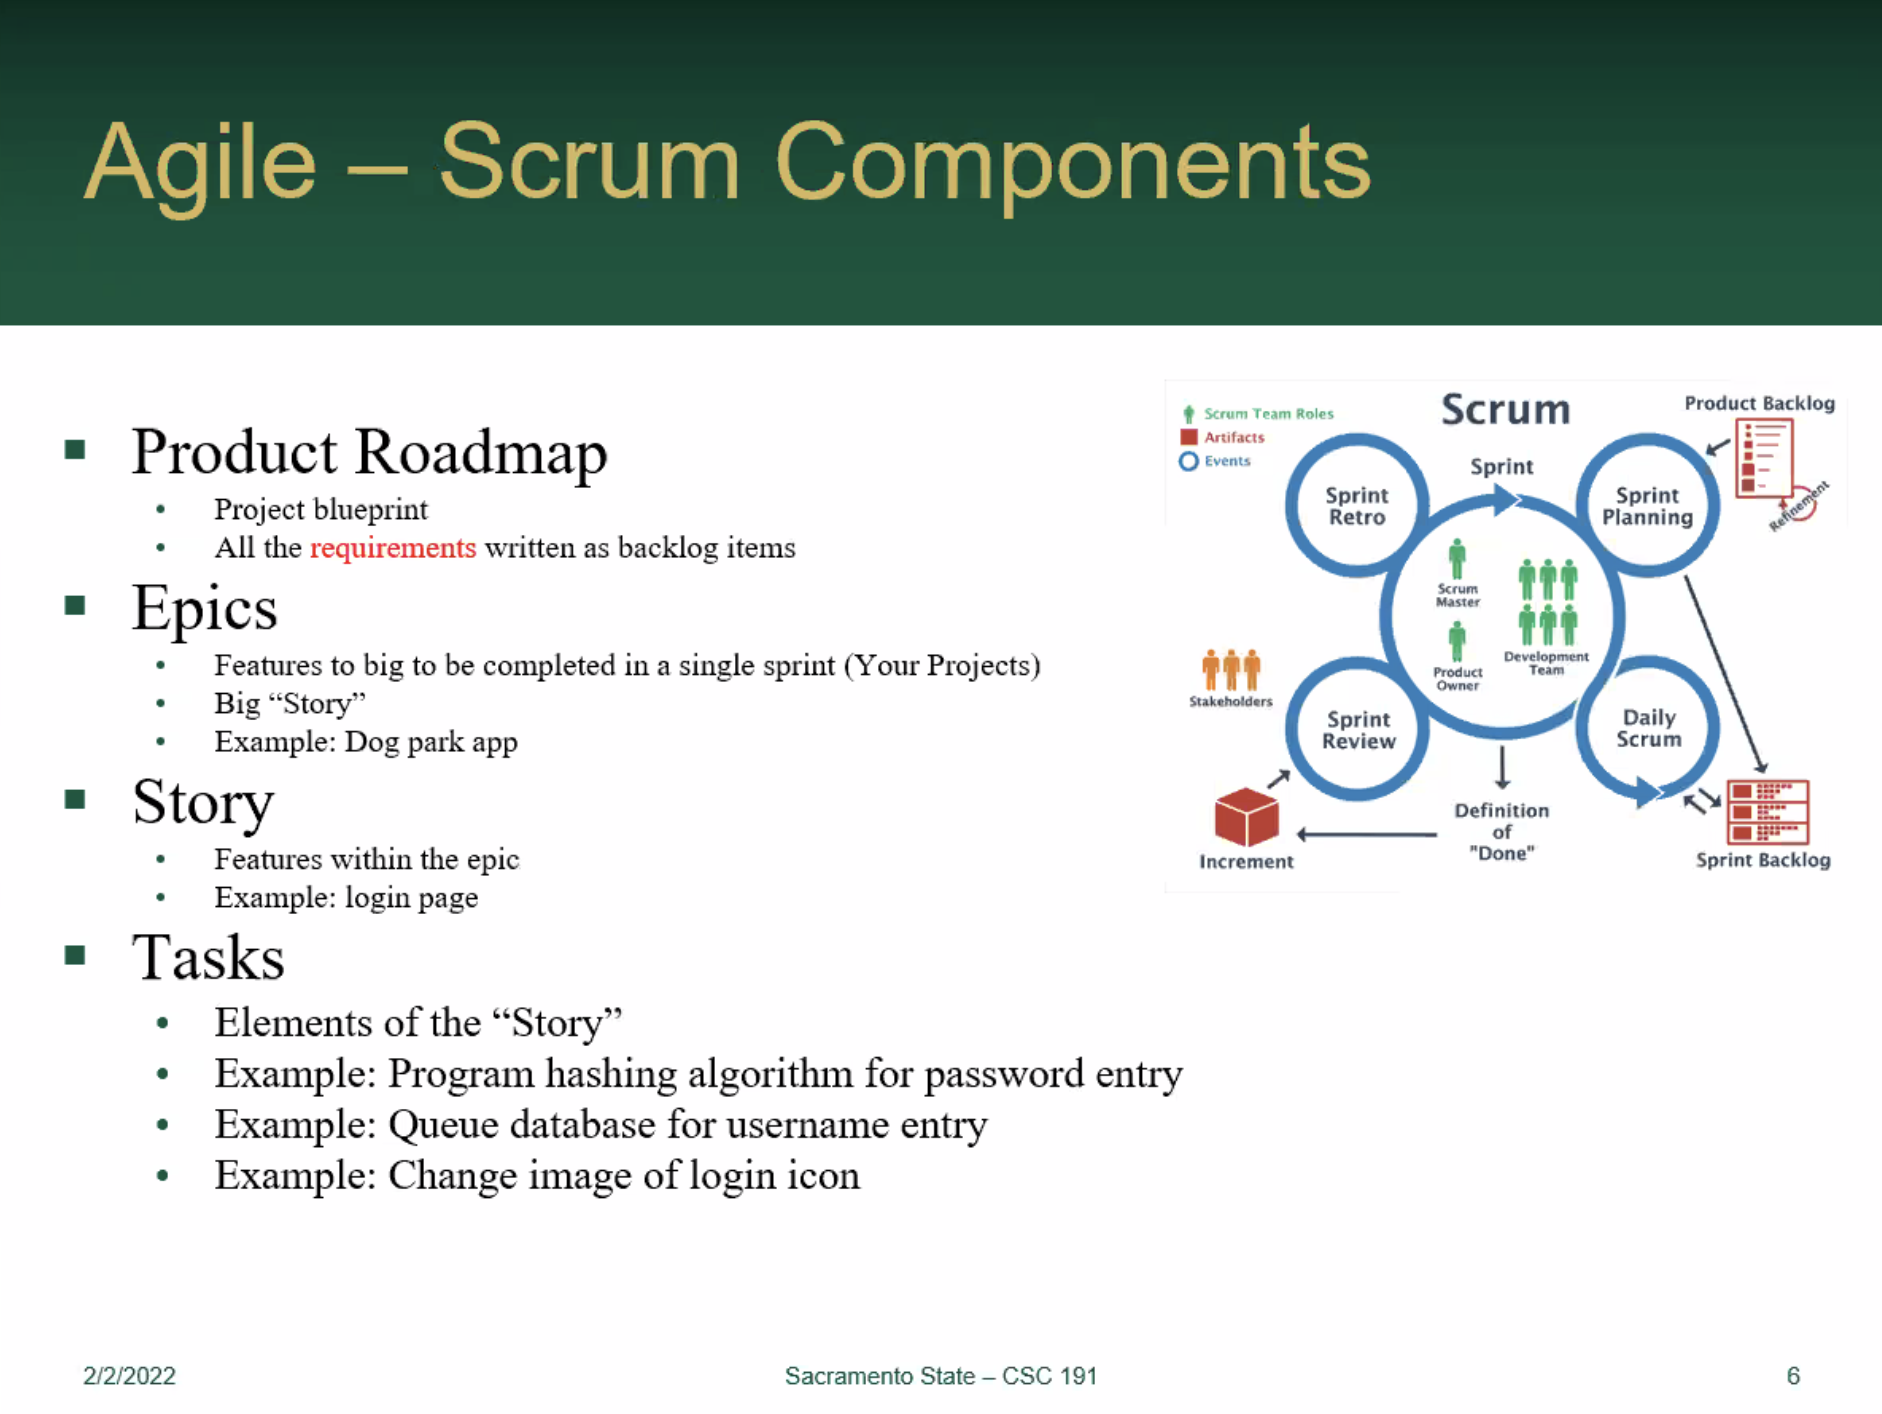 Agile – Scrum Components
Product Roadmap
Project blueprint
All the requirements written as backlog items
Epics
Features to big to be completed in a single sprint (Your Projects)
Big “Story”
Example: Dog park app
Story
Features within the epic
Example: login page
Tasks
Elements of the “Story”
Example: Program hashing algorithm for password entry
Example: Queue database for username entry
Example: Change image of login icon
Scrum
Scrum Team Roles
Artifacts
Events
Sprint
Sprint
Retro
Sprint
Planning
Product Backlog
Refinement
Scrum
Master
Product
Owner
Development
Team
Stakeholders
Sprint
Review
Daily
Scrum
Increment
Definition
of
"Done"
Sprint Backlog
2/2/2022
Sacramento State – CSC 191
6